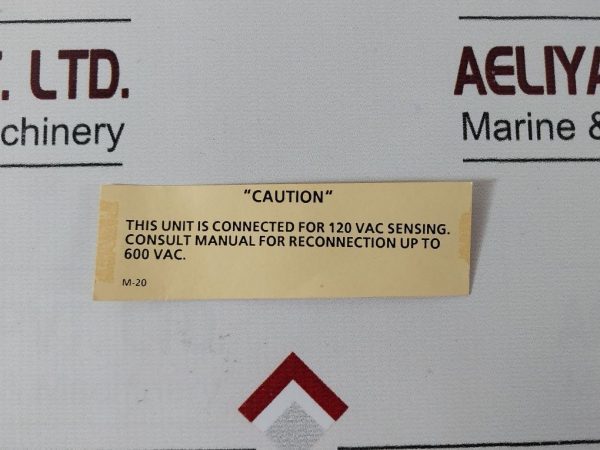 LTD.
AELIYA
chinery
Marine &
"CAUTION"
THIS UNIT IS CONNECTED FOR 120 VAC SENSING.
CONSULT MANUAL FOR RECONNECTION UP TO
600 VAC.
M-20